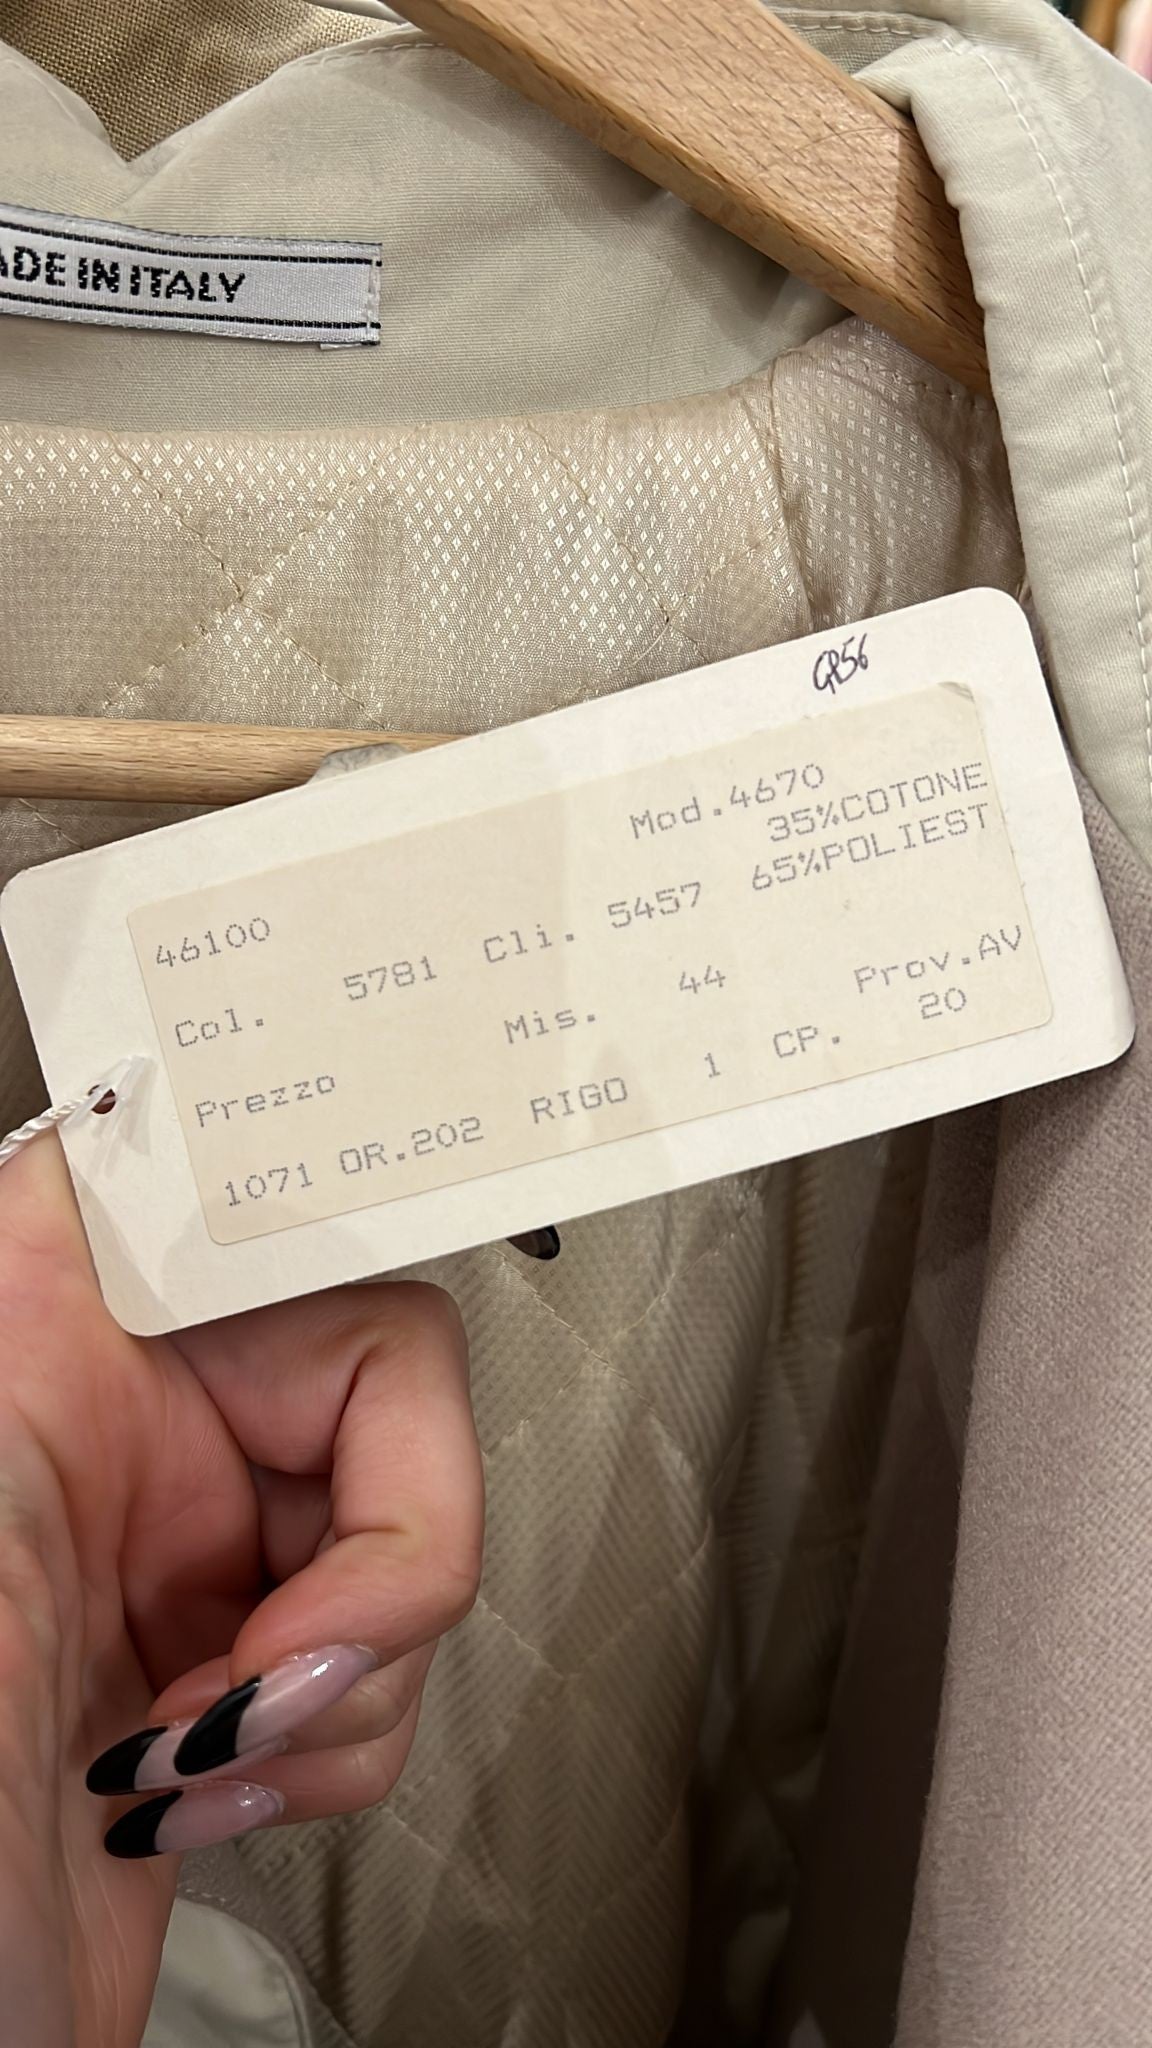 MADE IN ITALY
GR56
Mod.4670
35%COTONE
46100
65%POLIEST
Col. 5781 Cli. 5457
Prezzo Mis. 44 Prov.AV
1071 OR.202 RIGO 1 CP. 20